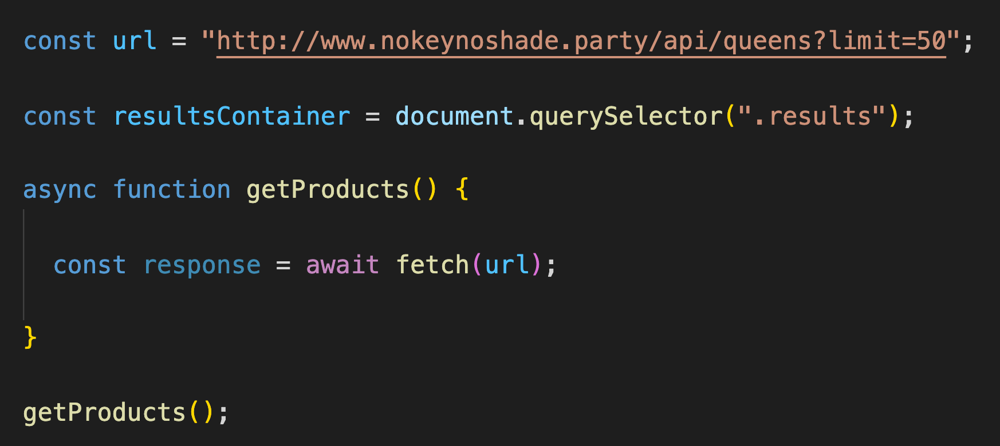 const url = "http://www.nokeynoshade.party/api/queens?limit=50";
const resultsContainer = document.querySelector(".results");
async function getProducts() {
const response = await fetch(url);
}
getProducts();